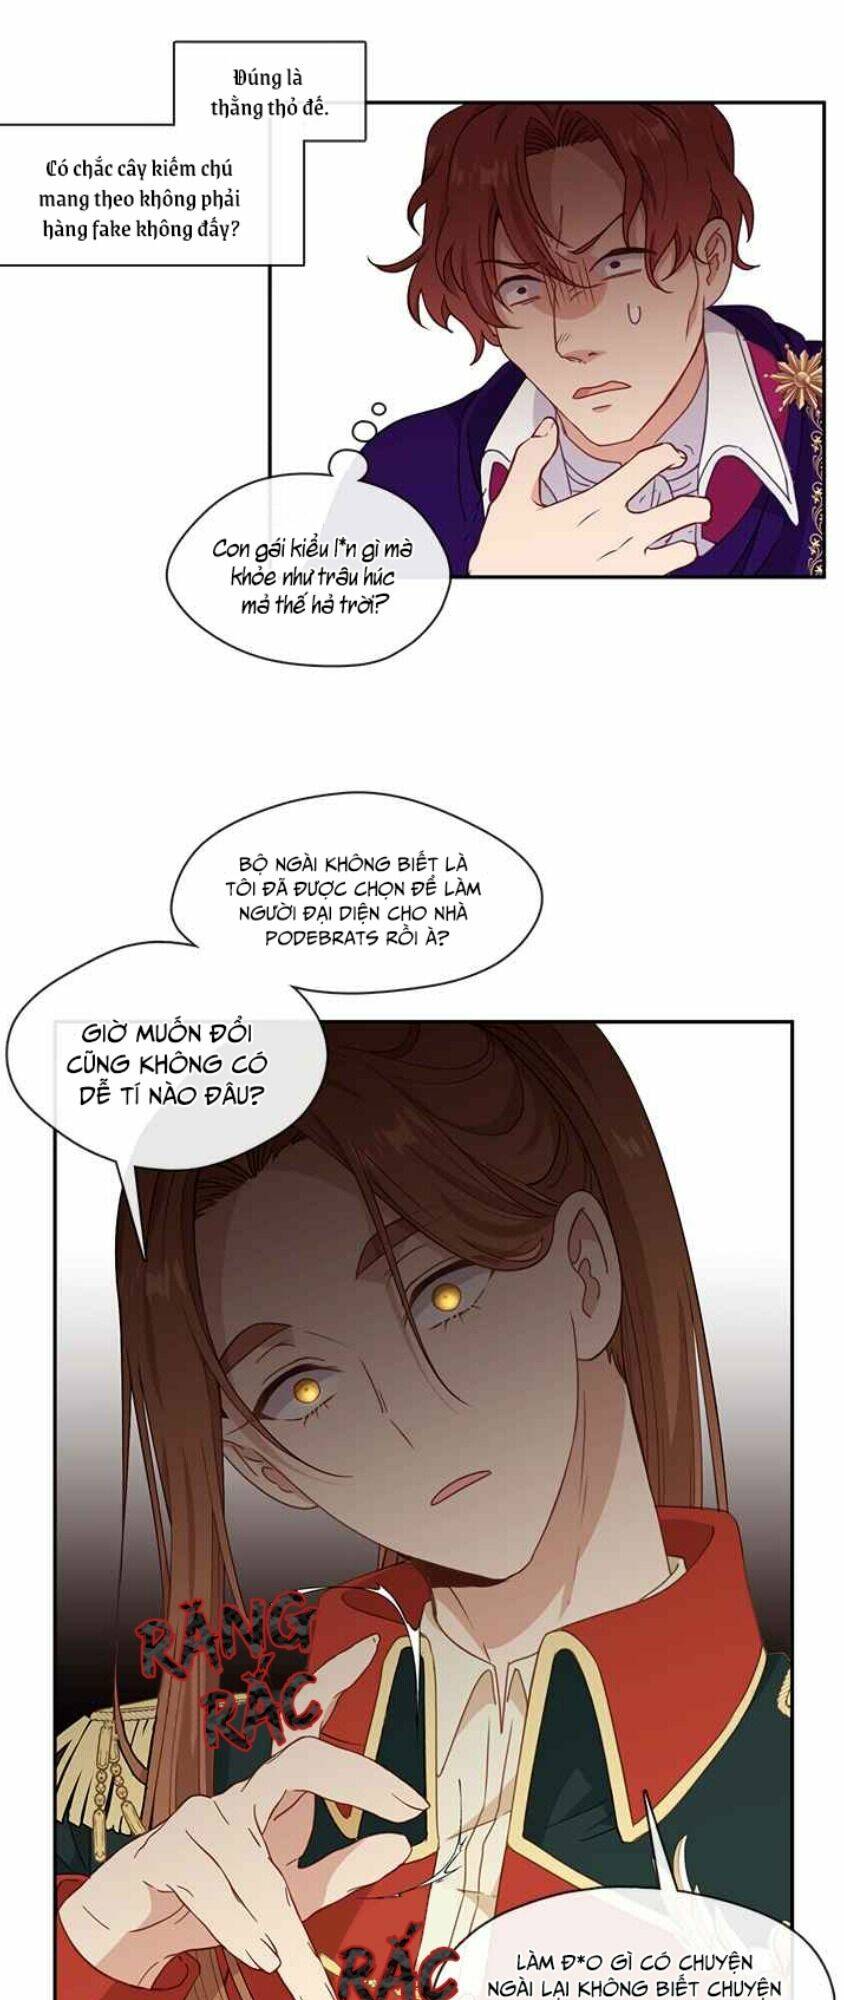 Đúng là
thằng thỏ đế.
Có chắc cây kiếm chú
mang theo không phải
hàng fake không đấy?
Con gái kiểu l*n gì mà
khỏe như trâu húc
mả thế hả trời?
BỘ NGÀI KHÔNG BIẾT LÀ
TÔI ĐÃ ĐƯỢC CHỌN ĐỂ LÀM
NGƯỜI ĐẠI DIỆN CHO NHÀ
PODEBRATS RỒI À?
GIỜ MUỐN ĐỔI
CŨNG KHÔNG CÓ
DỄ TÍ NÀO ĐÂU?
RĂNG
RẮC
RẮC
LÀM Đ*O GÌ CÓ CHUYỆN
NGÀI LẠI KHÔNG BIẾT CHUYỆN